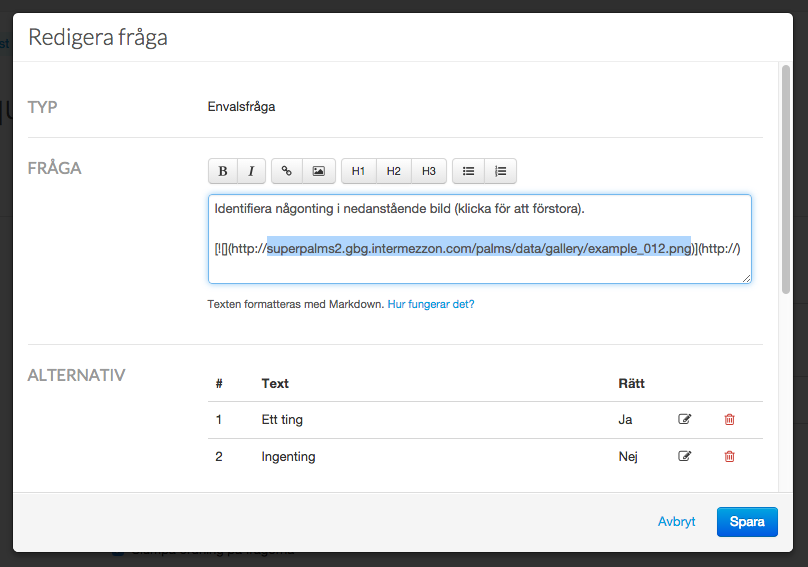 Redigera fråga
TYP
Envalsfråga
FRÅGA
B I H1 H2 H3
Identifiera någonting i nedanstående bild (klicka för att förstora).
[![](http://superpalms2.gbg.intermezzon.com/palms/data/gallery/example_012.png)](http://)
Texten formatteras med Markdown. Hur fungerar det?
ALTERNATIV
# Text Rätt
1 Ett ting Ja
2 Ingenting Nej
Avbryt Spara